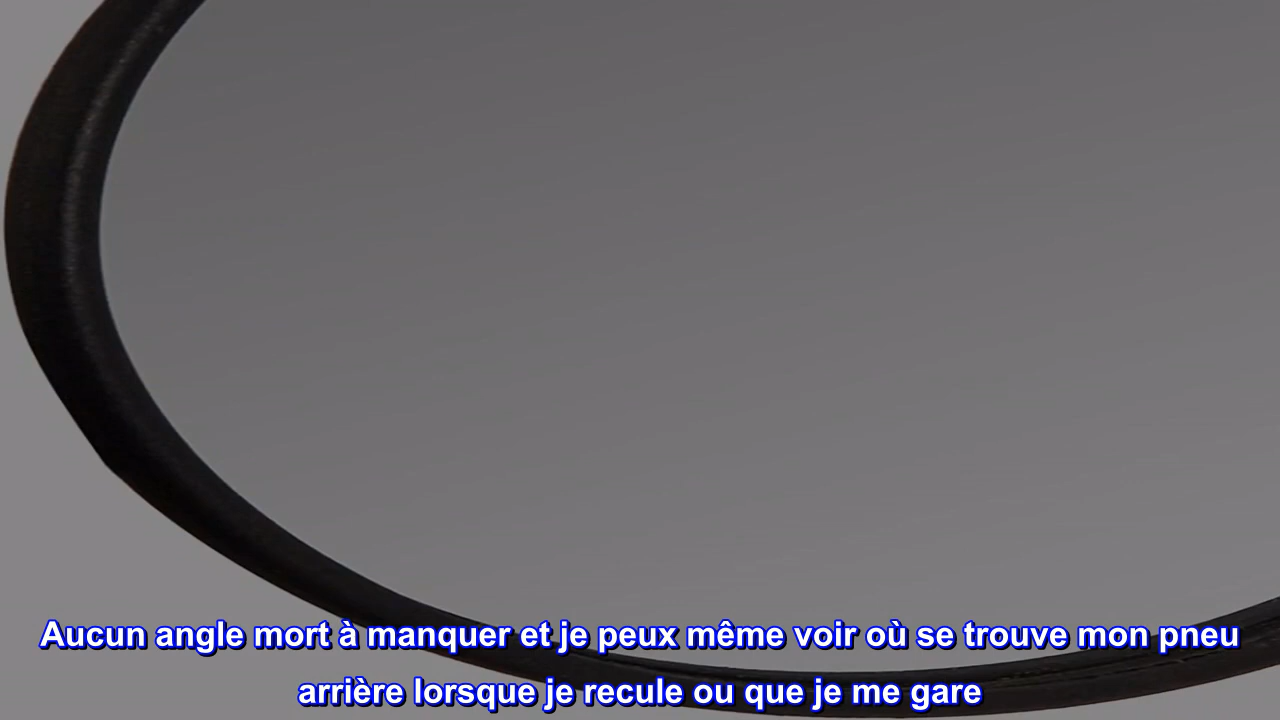 Aucun angle mort à manquer et je peux même voir où se trouve mon pneu
arrière lorsque je recule ou que je me gare